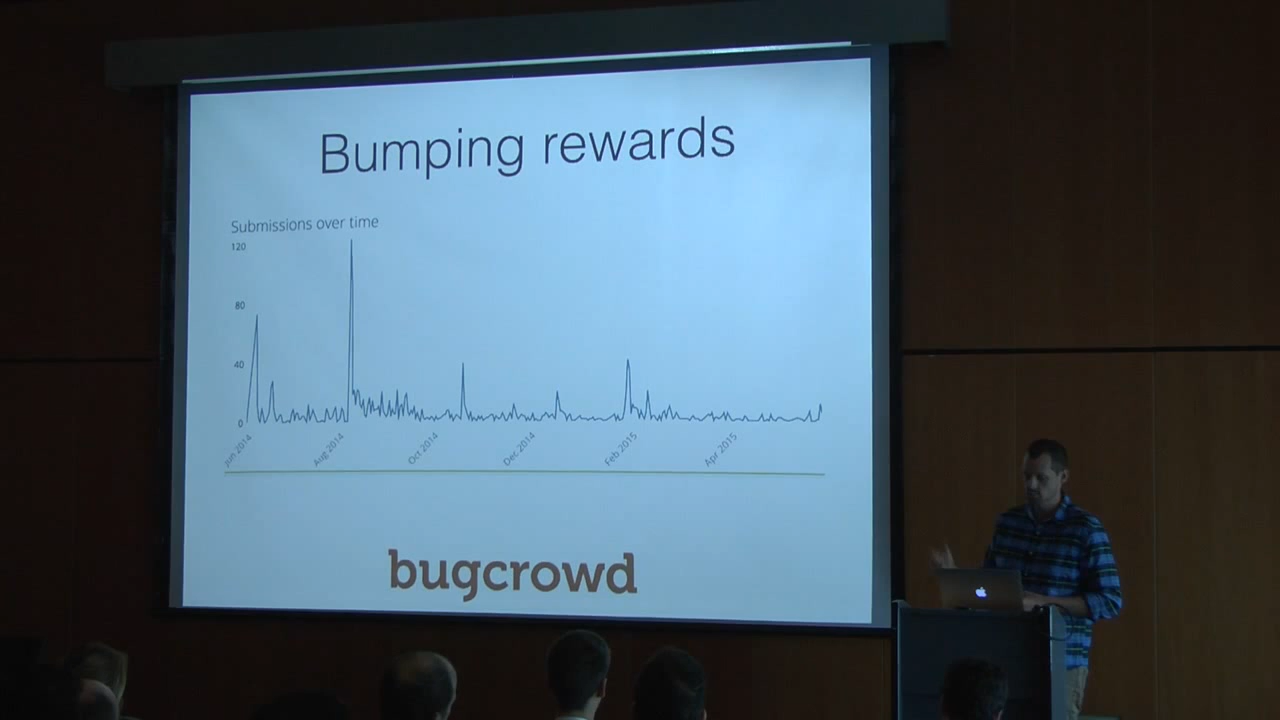 Bumping rewards
Submissions over time
120
80
40
0
Jun 2014
Aug 2014
Oct 2014
Dec 2014
Feb 2015
Apr 2015
bugcrowd